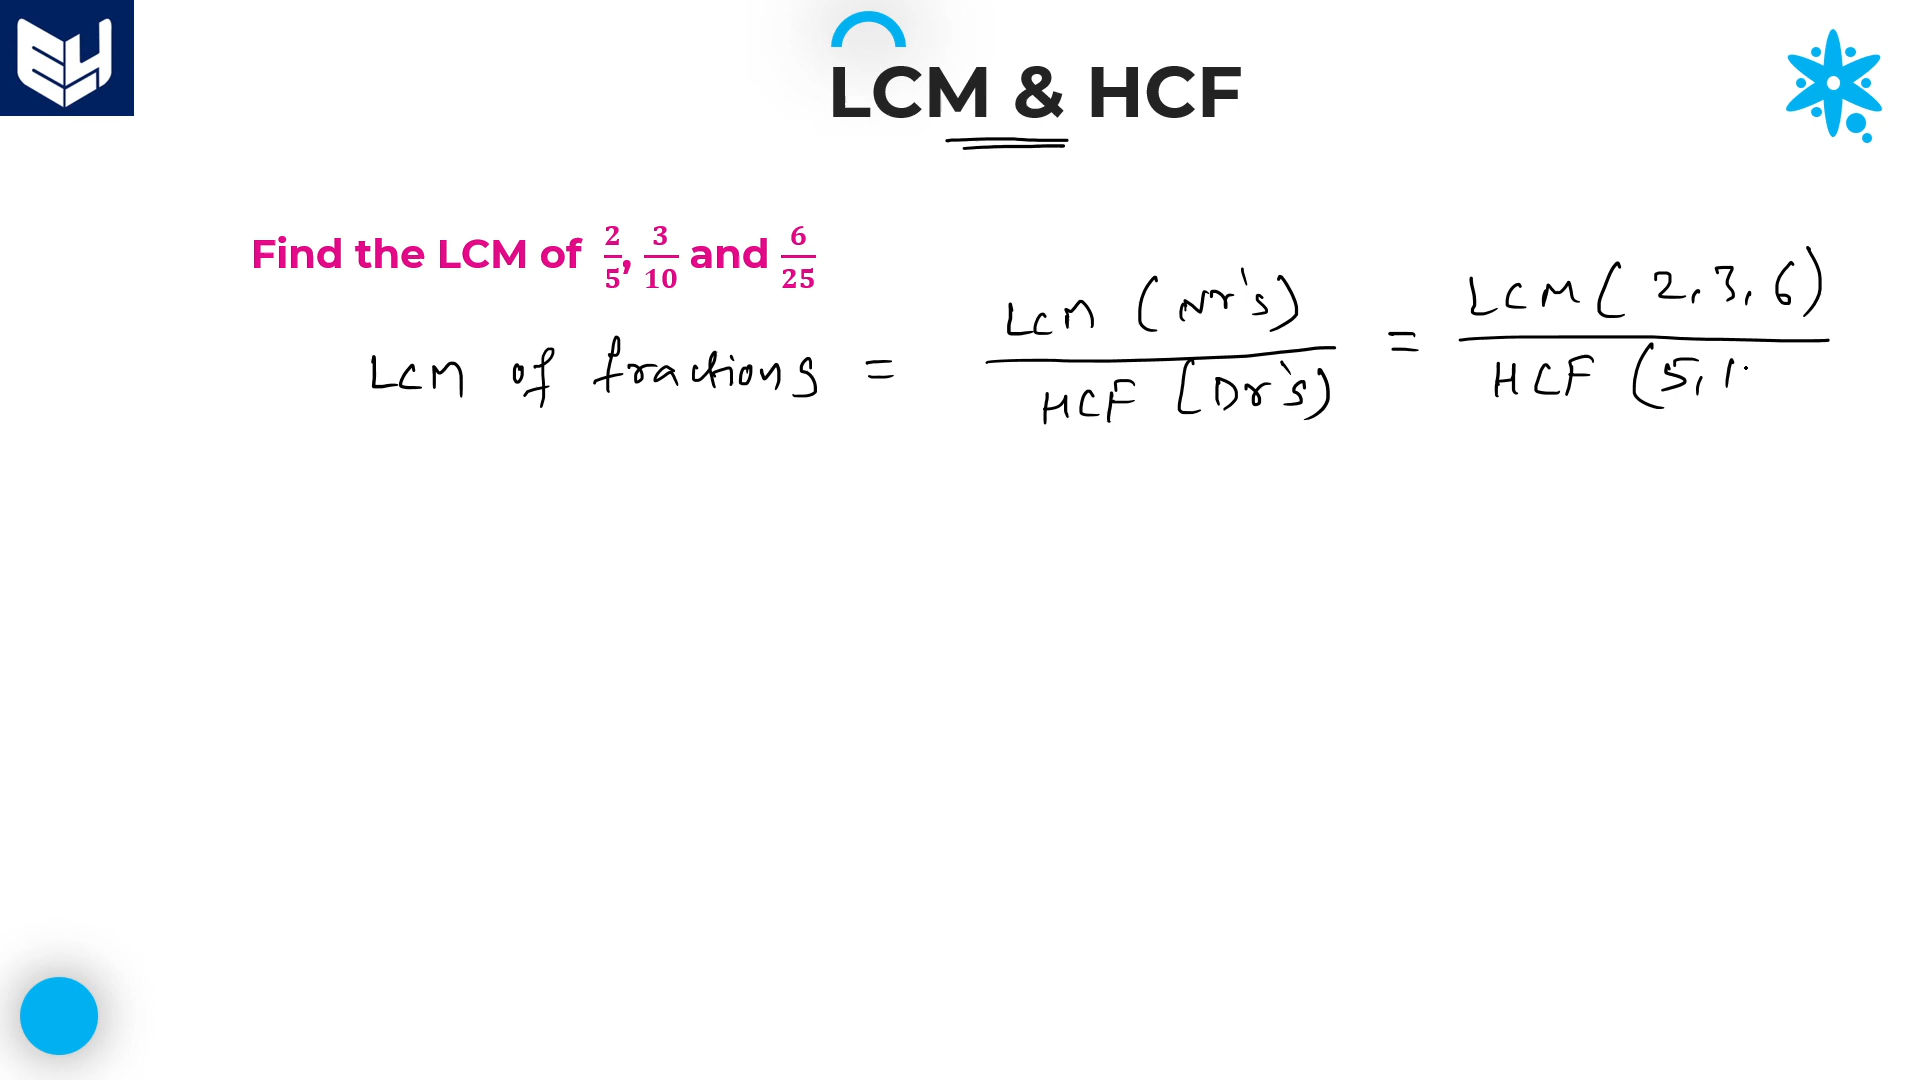 LCM & HCF
Find the LCM of 2/5, 3/10 and 6/25
LCM of fractions = LCM (Nr's) / HCF (Dr's) = LCM (2, 3, 6) / HCF (5, 1